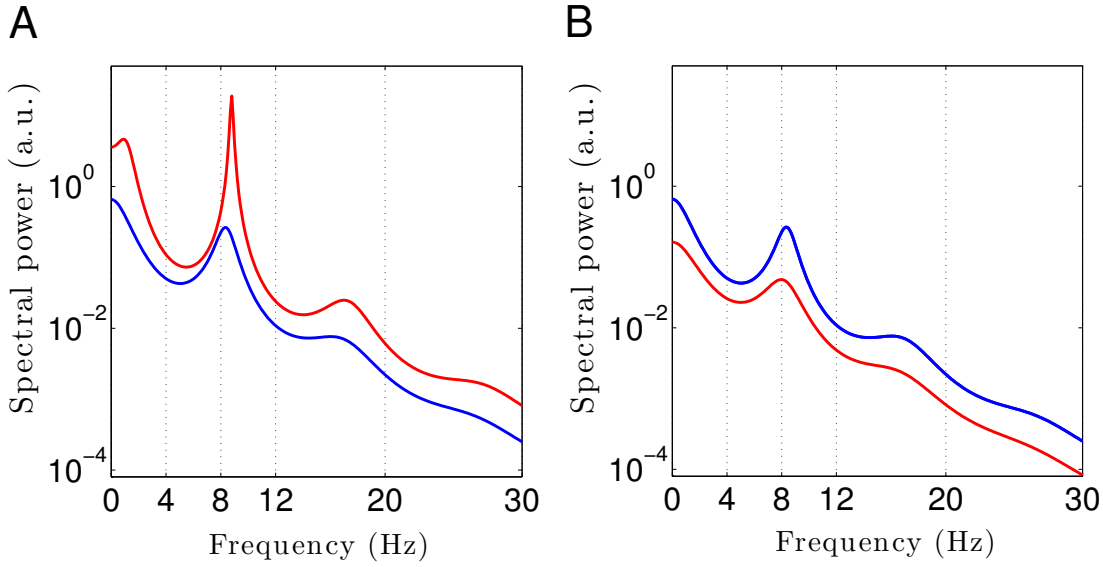 A
Spectral power (a.u.)
10^0
10^−2
10^−4
0 4 8 12 20 30
Frequency (Hz)
B
Spectral power (a.u.)
10^0
10^−2
10^−4
0 4 8 12 20 30
Frequency (Hz)